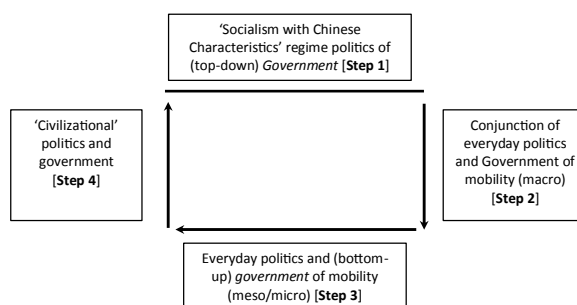 ‘Socialism with Chinese
Characteristics’ regime politics of
(top-down) Government [Step 1]
‘Civilizational’
politics and
government
[Step 4]
Conjunction of
everyday politics
and Government of
mobility (macro)
[Step 2]
Everyday politics and (bottom-
up) government of mobility
(meso/micro) [Step 3]